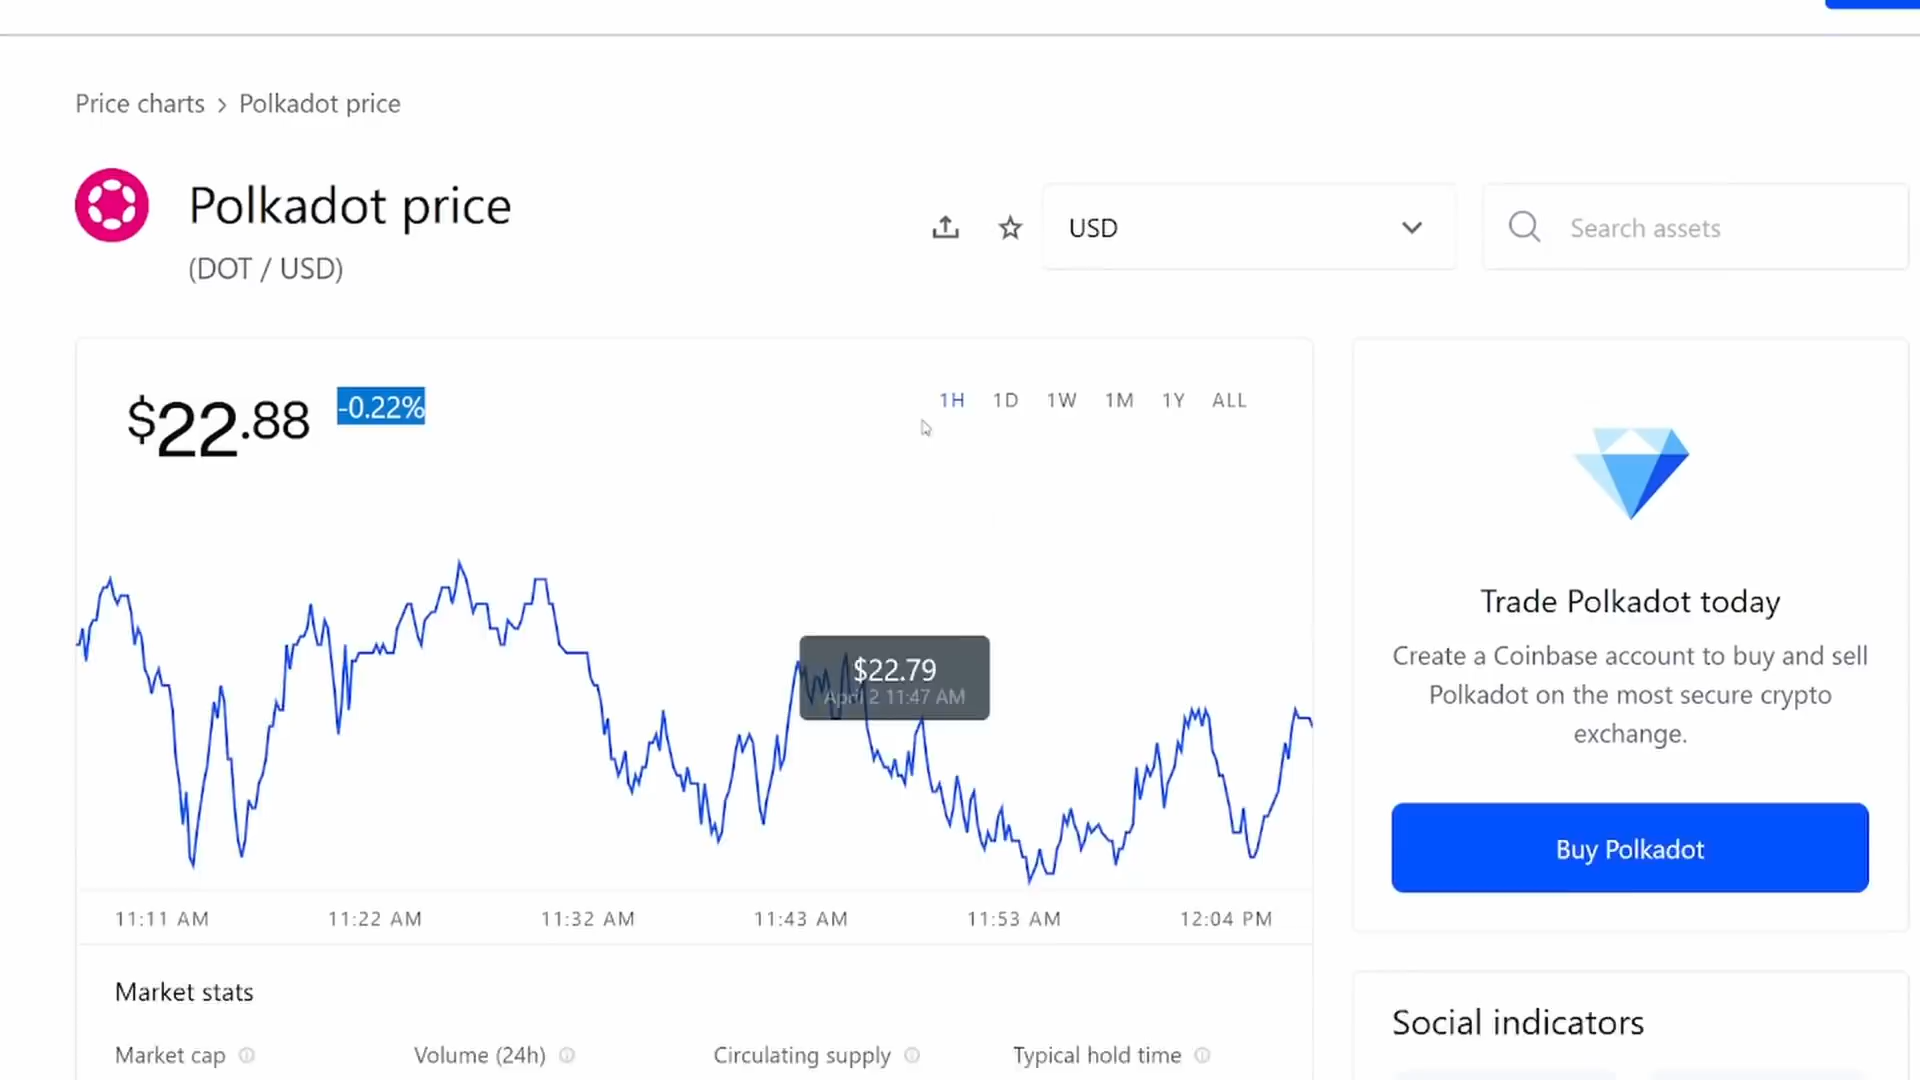 Price charts > Polkadot price
Polkadot price
(DOT / USD)
USD
Search assets
$22.88
-0.22%
1H 1D 1W 1M 1Y ALL
$22.79
April 2 11:47 AM
11:11 AM 11:22 AM 11:32 AM 11:43 AM 11:53 AM 12:04 PM
Trade Polkadot today
Create a Coinbase account to buy and sell
Polkadot on the most secure crypto
exchange.
Buy Polkadot
Market stats
Market cap
Volume (24h)
Circulating supply
Typical hold time
Social indicators